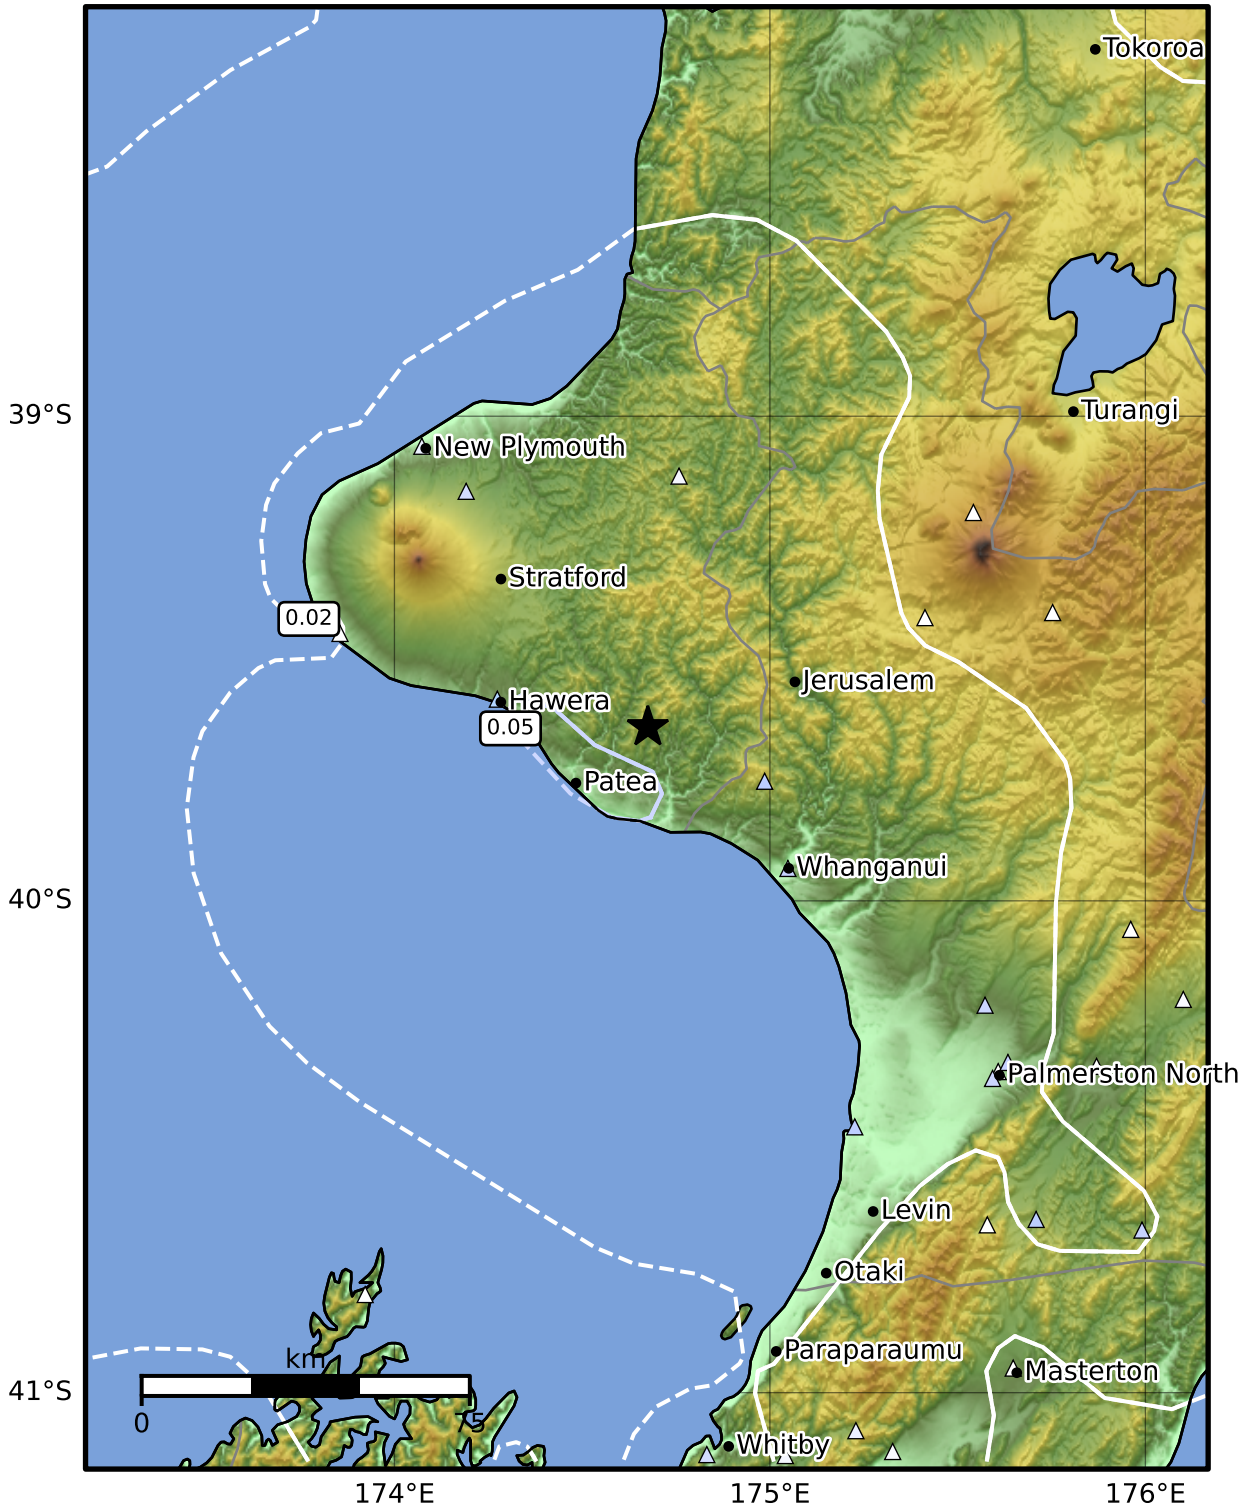 Tokoroa
39°S
Turangi
New Plymouth
Stratford
0.02
Jerusalem
Hawera
0.05
Patea
Whanganui
40°S
Palmerston North
Levin
Otaki
Paraparaumu
km
Masterton
41°S
0
75
Whitby
174°E
175°E
176°E